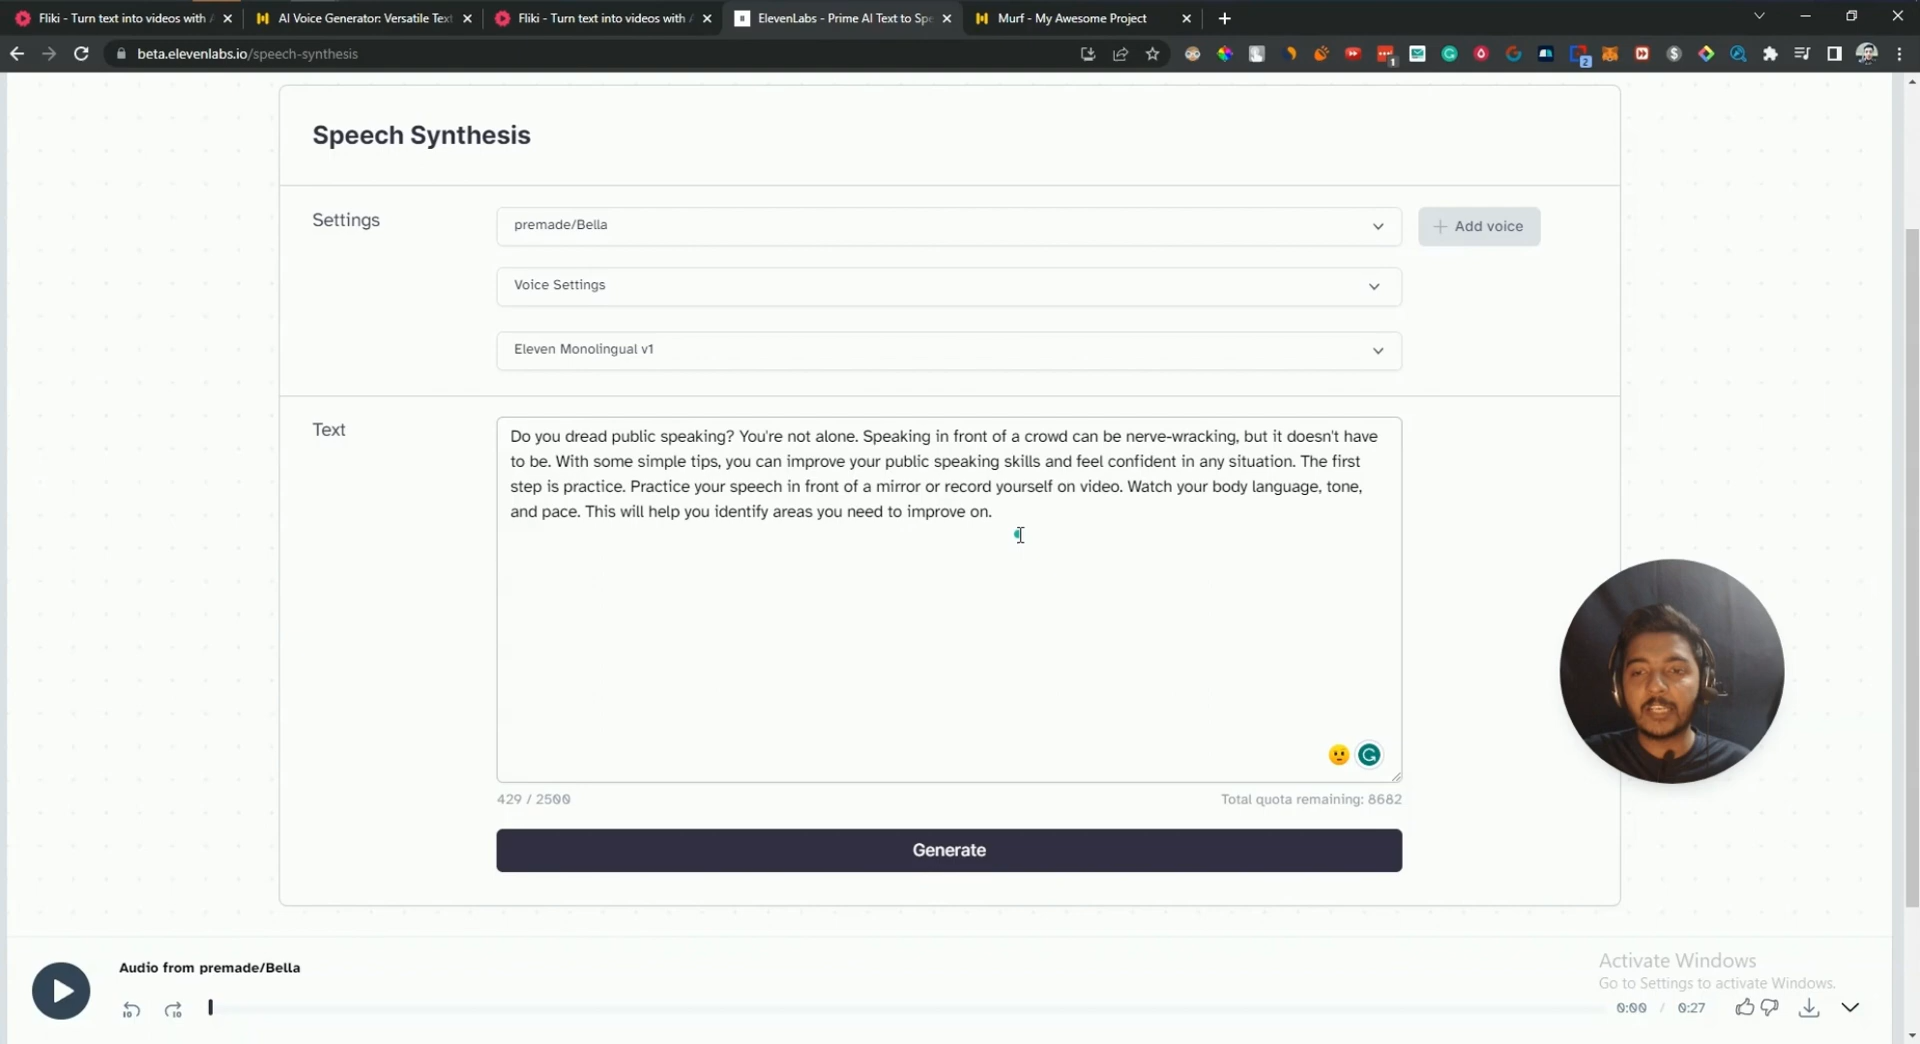 Fliki - Turn text into videos with
AI Voice Generator: Versatile Text
Fliki - Turn text into videos with
ElevenLabs - Prime AI Text to Spe
Murf - My Awesome Project
beta.elevenlabs.io/speech-synthesis
1
2
Speech Synthesis
Settings
premade/Bella
+ Add voice
Voice Settings
Eleven Monolingual v1
Text
Do you dread public speaking? You're not alone. Speaking in front of a crowd can be nerve-wracking, but it doesn't have
to be. With some simple tips, you can improve your public speaking skills and feel confident in any situation. The first
step is practice. Practice your speech in front of a mirror or record yourself on video. Watch your body language, tone,
and pace. This will help you identify areas you need to improve on.
429 / 2500
Total quota remaining: 8682
Generate
Audio from premade/Bella
10
10
0:00 / 0:27
Activate Windows
Go to Settings to activate Windows.